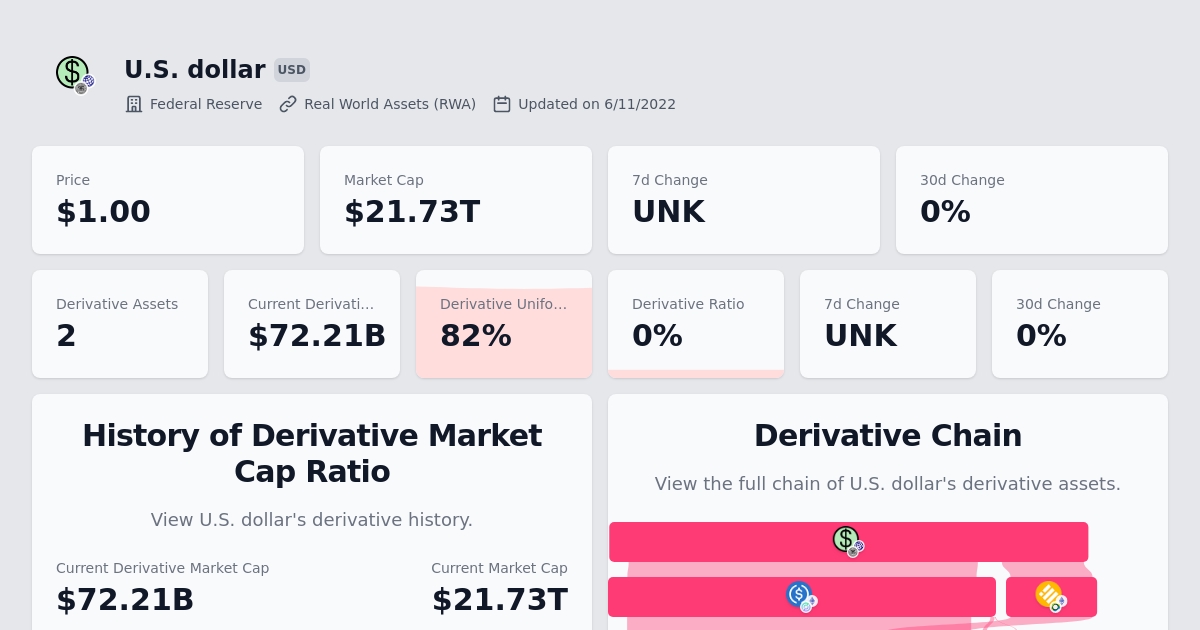 U.S. dollar USD
Federal Reserve Real World Assets (RWA) Updated on 6/11/2022
Price Market Cap 7d Change 30d Change
$1.00 $21.73T UNK 0%
Derivative Assets Current Derivati... Derivative Unifo... Derivative Ratio 7d Change 30d Change
2 $72.21B 82% 0% UNK 0%
History of Derivative Market
Cap Ratio
View U.S. dollar's derivative history.
Current Derivative Market Cap Current Market Cap
$72.21B $21.73T
Derivative Chain
View the full chain of U.S. dollar's derivative assets.